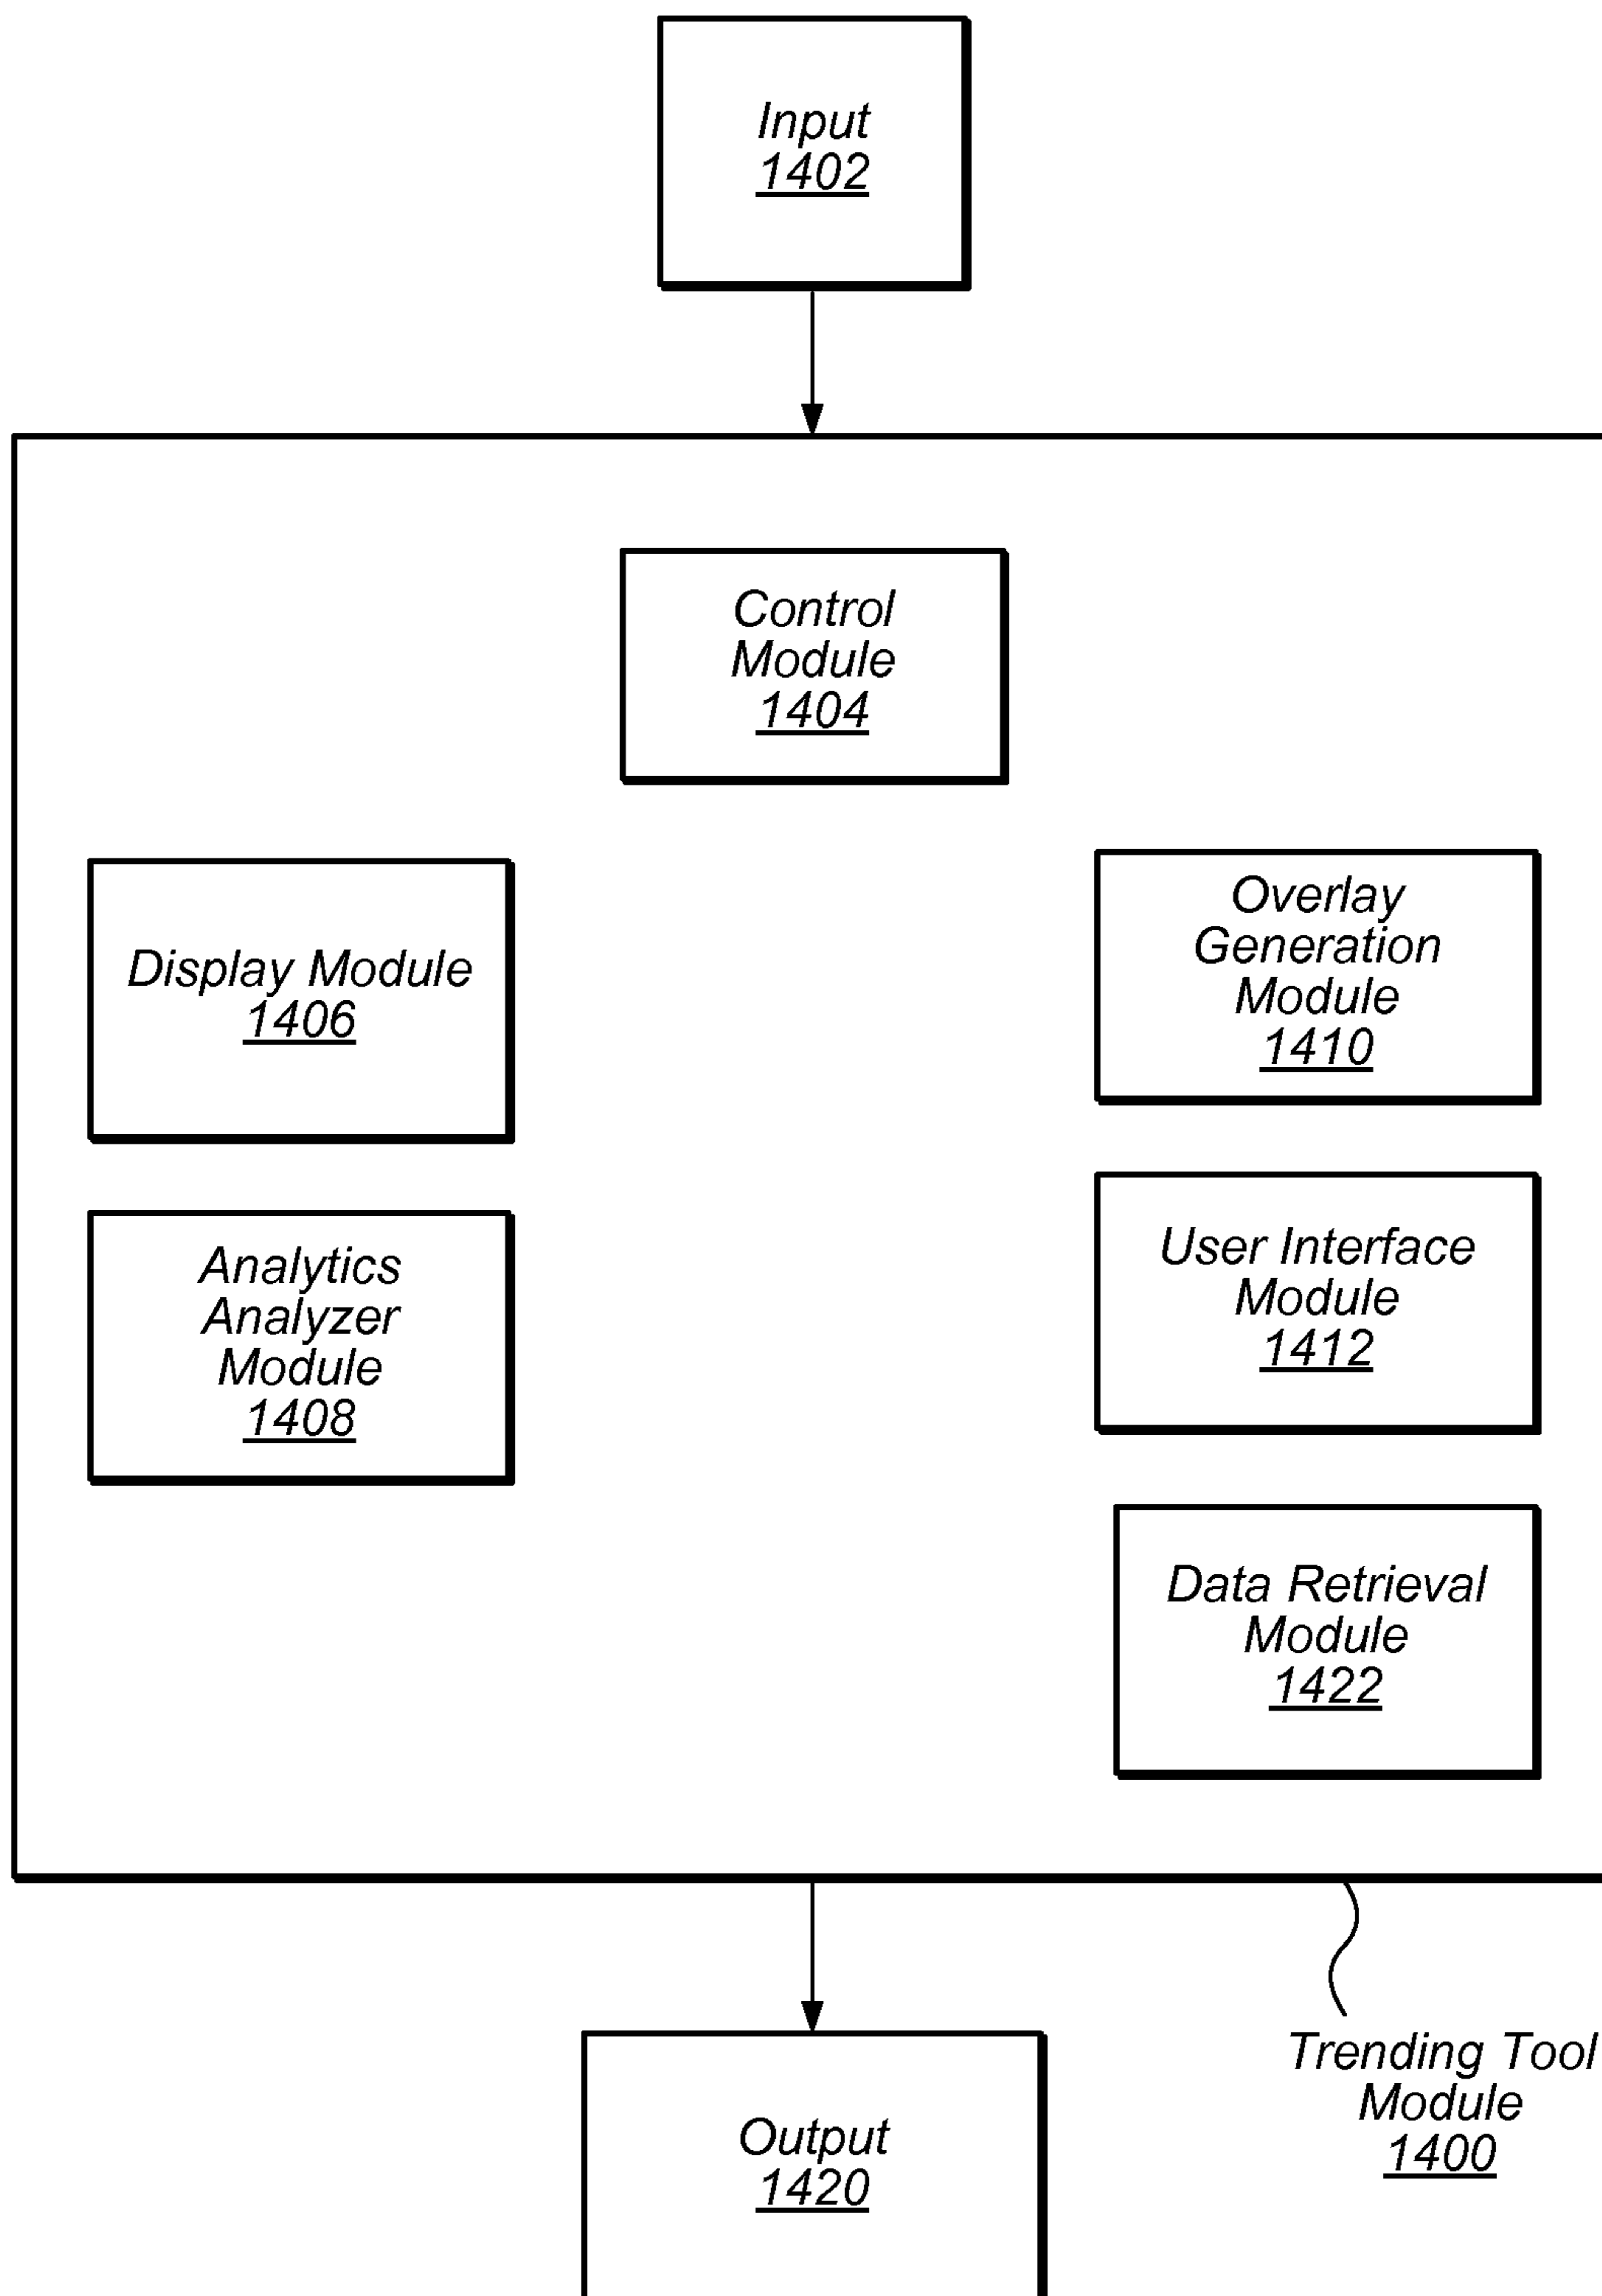 Input
1402
Control
Module
1404
Display Module
1406
Overlay
Generation
Module
1410
Analytics
Analyzer
Module
1408
User Interface
Module
1412
Data Retrieval
Module
1422
Trending Tool
Module
1400
Output
1420